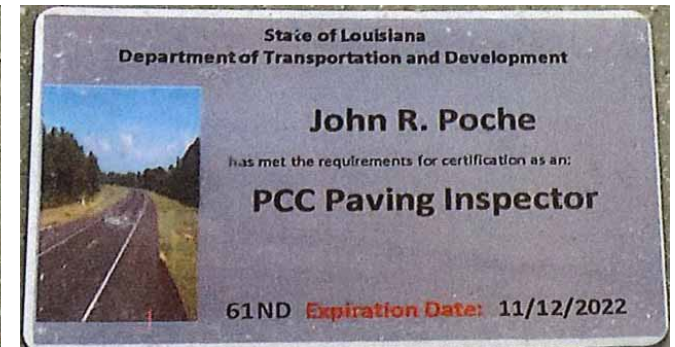 State of Louisiana
Department of Transportation and Development
John R. Poche
has met the requirements for certification as an:
PCC Paving Inspector
61ND Expiration Date: 11/12/2022